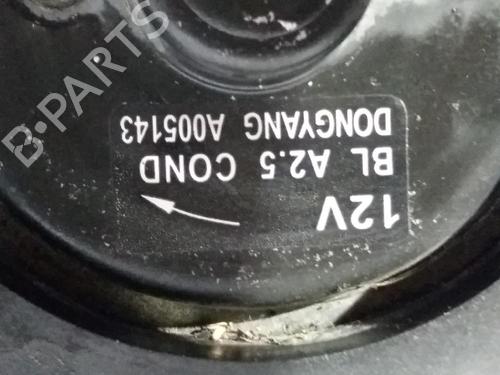 12V
BL A2.5 COND
DONGYANG A005143
B-PARTS